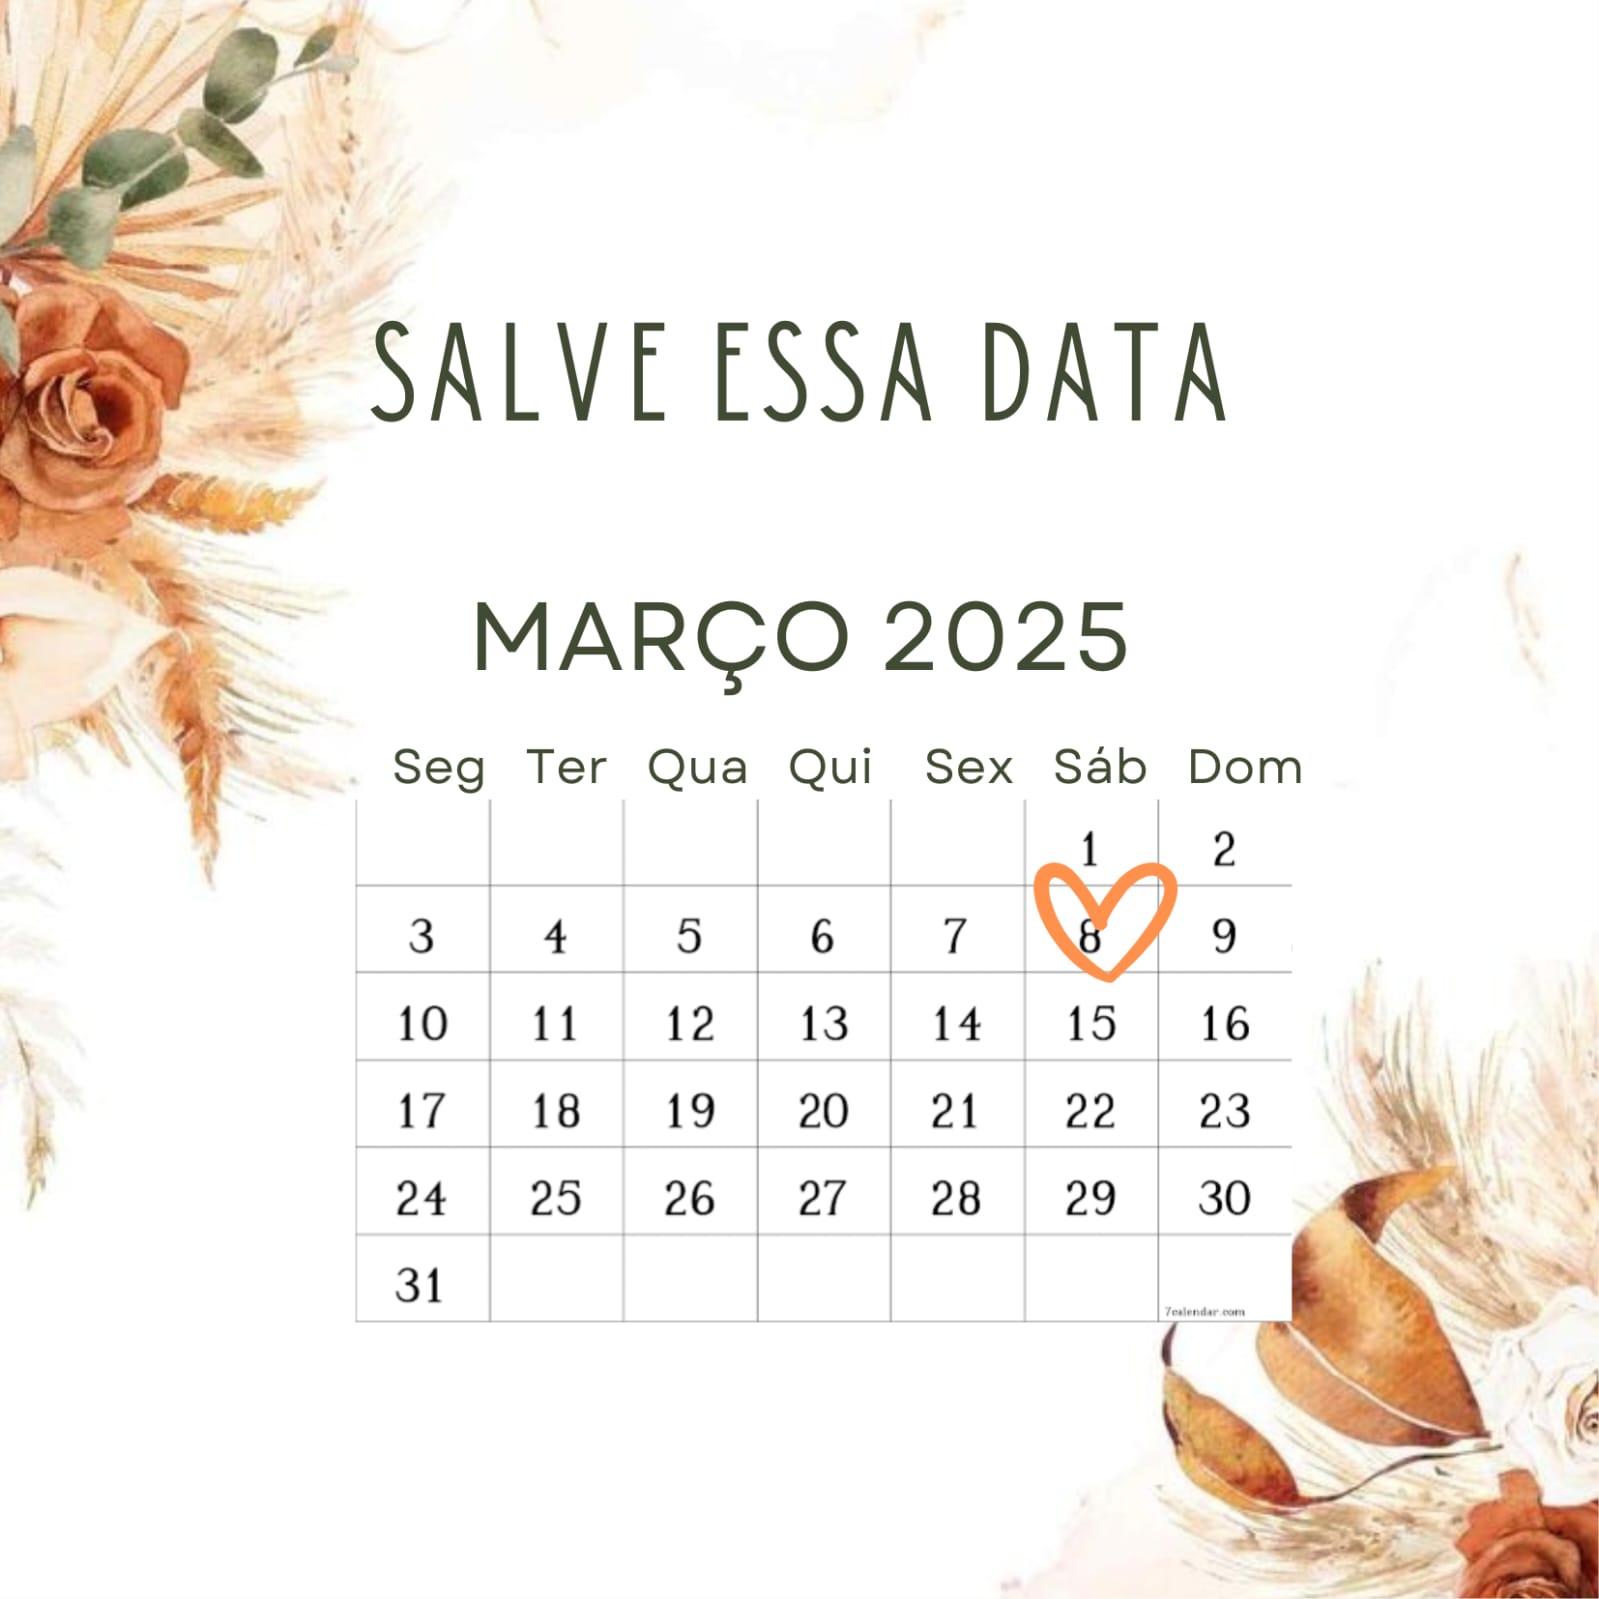 SALVE ESSA DATA
MARÇO 2025
Seg Ter Qua Qui Sex Sáb Dom
1 2
3 4 5 6 7 8 9
10 11 12 13 14 15 16
17 18 19 20 21 22 23
24 25 26 27 28 29 30
31
7calendar.com